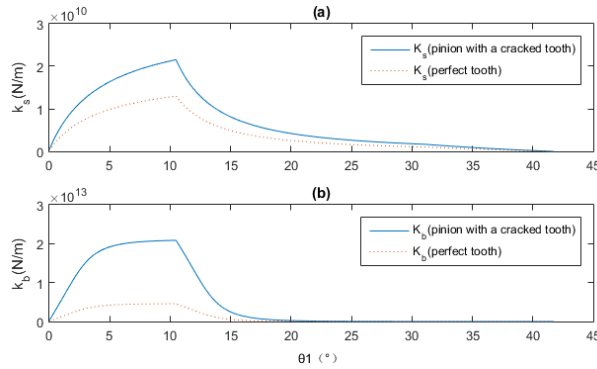 (a)
×10^10
3
2
1
0
k_s(N/m)
K_s(pinion with a cracked tooth)
K_s(perfect tooth)
0 5 10 15 20 25 30 35 40 45
(b)
×10^13
3
2
1
0
k_b(N/m)
K_b(pinion with a cracked tooth)
K_b(perfect tooth)
0 5 10 15 20 25 30 35 40 45
θ1（°）